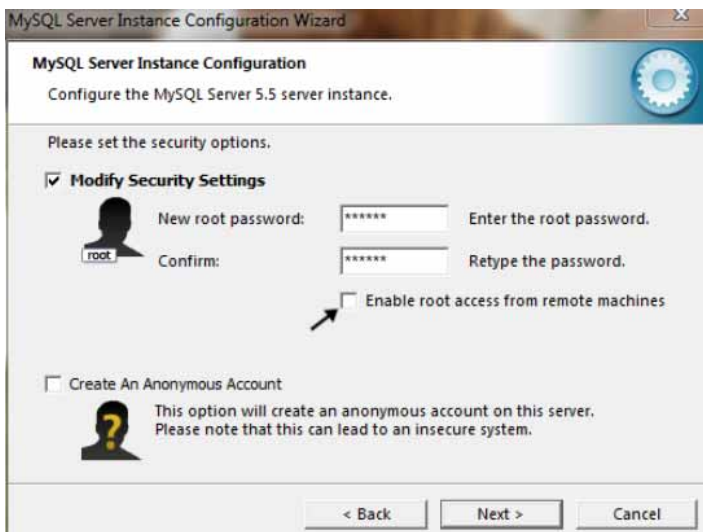 MySQL Server Instance Configuration Wizard
X
MySQL Server Instance Configuration
Configure the MySQL Server 5.5 server instance.
Please set the security options.
Modify Security Settings
root
New root password: ****** Enter the root password.
Confirm: ****** Retype the password.
Enable root access from remote machines
Create An Anonymous Account
?
This option will create an anonymous account on this server.
Please note that this can lead to an insecure system.
< Back Next > Cancel